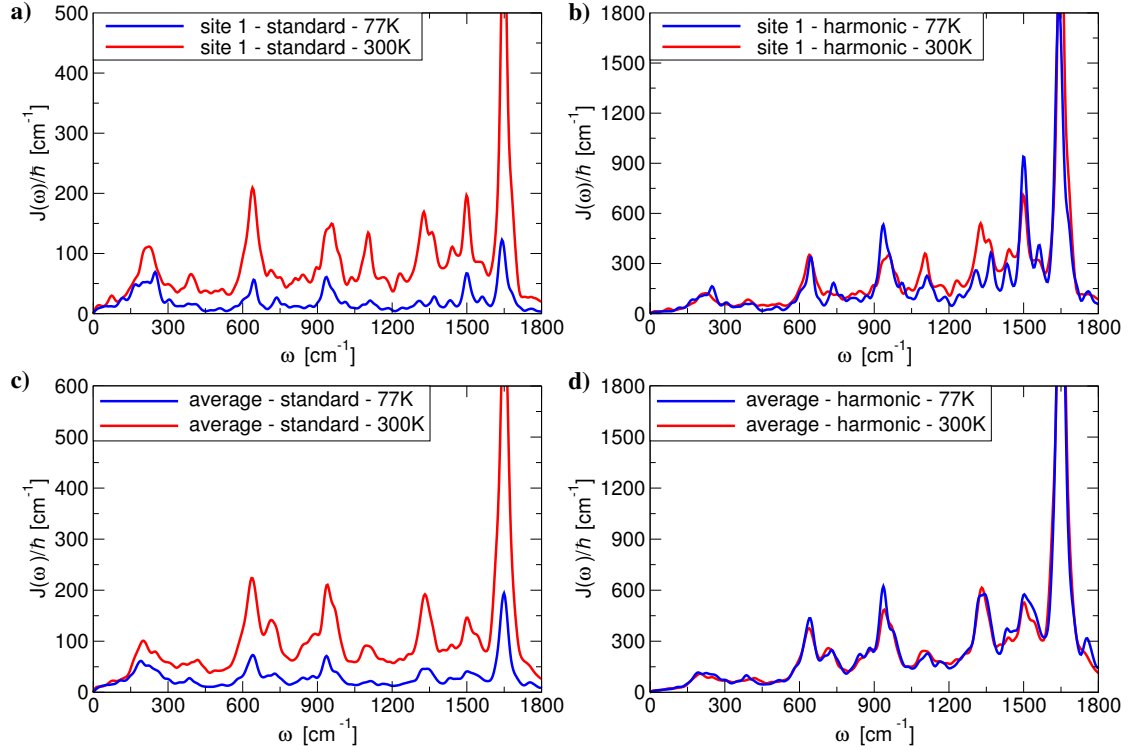 a)
site 1 - standard - 77K
site 1 - standard - 300K
J(ω)/ħ [cm⁻¹]
500
400
300
200
100
0
0 300 600 900 1200 1500 1800
ω [cm⁻¹]
b)
site 1 - harmonic - 77K
site 1 - harmonic - 300K
J(ω)/ħ [cm⁻¹]
1800
1500
1200
900
600
300
0
0 300 600 900 1200 1500 1800
ω [cm⁻¹]
c)
average - standard - 77K
average - standard - 300K
J(ω)/ħ [cm⁻¹]
600
500
400
300
200
100
0
0 300 600 900 1200 1500 1800
ω [cm⁻¹]
d)
average - harmonic - 77K
average - harmonic - 300K
J(ω)/ħ [cm⁻¹]
1800
1500
1200
900
600
300
0
0 300 600 900 1200 1500 1800
ω [cm⁻¹]